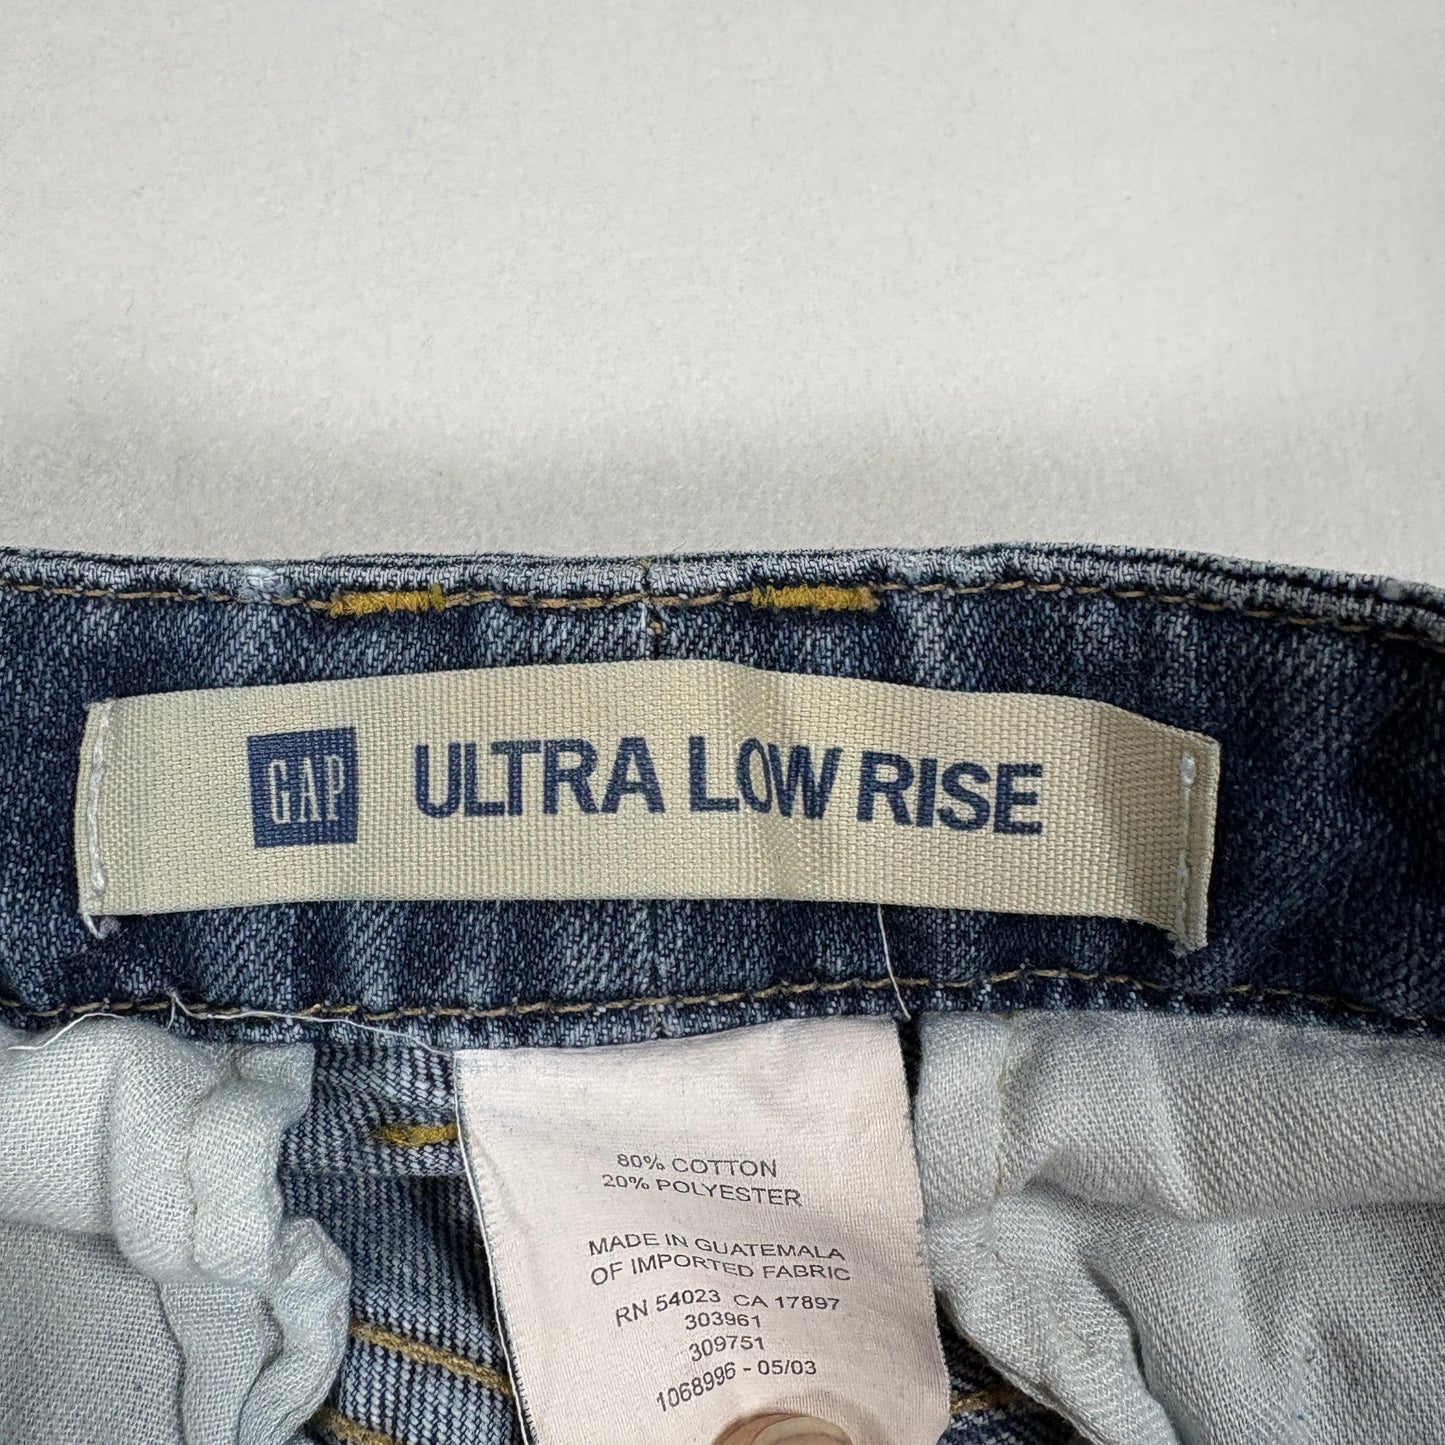 GAP ULTRA LOW RISE
80% COTTON
20% POLYESTER
MADE IN GUATEMALA
OF IMPORTED FABRIC
RN 54023 CA 17897
303961
309751
1068996 - 05/03